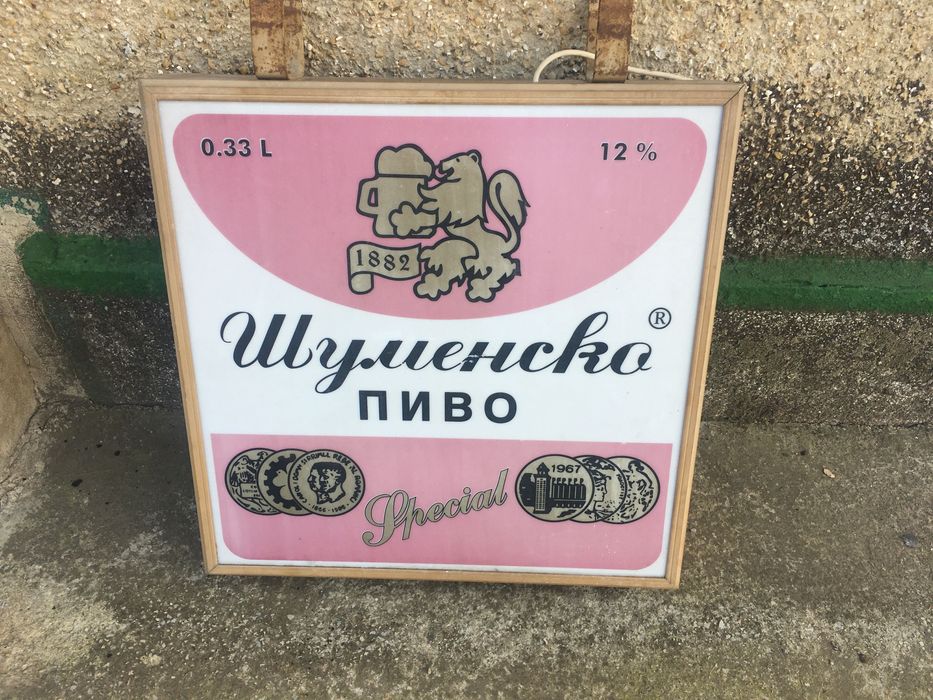 0.33 L
12 %
1882
Шуменско ®
ПИВО
Special
1967